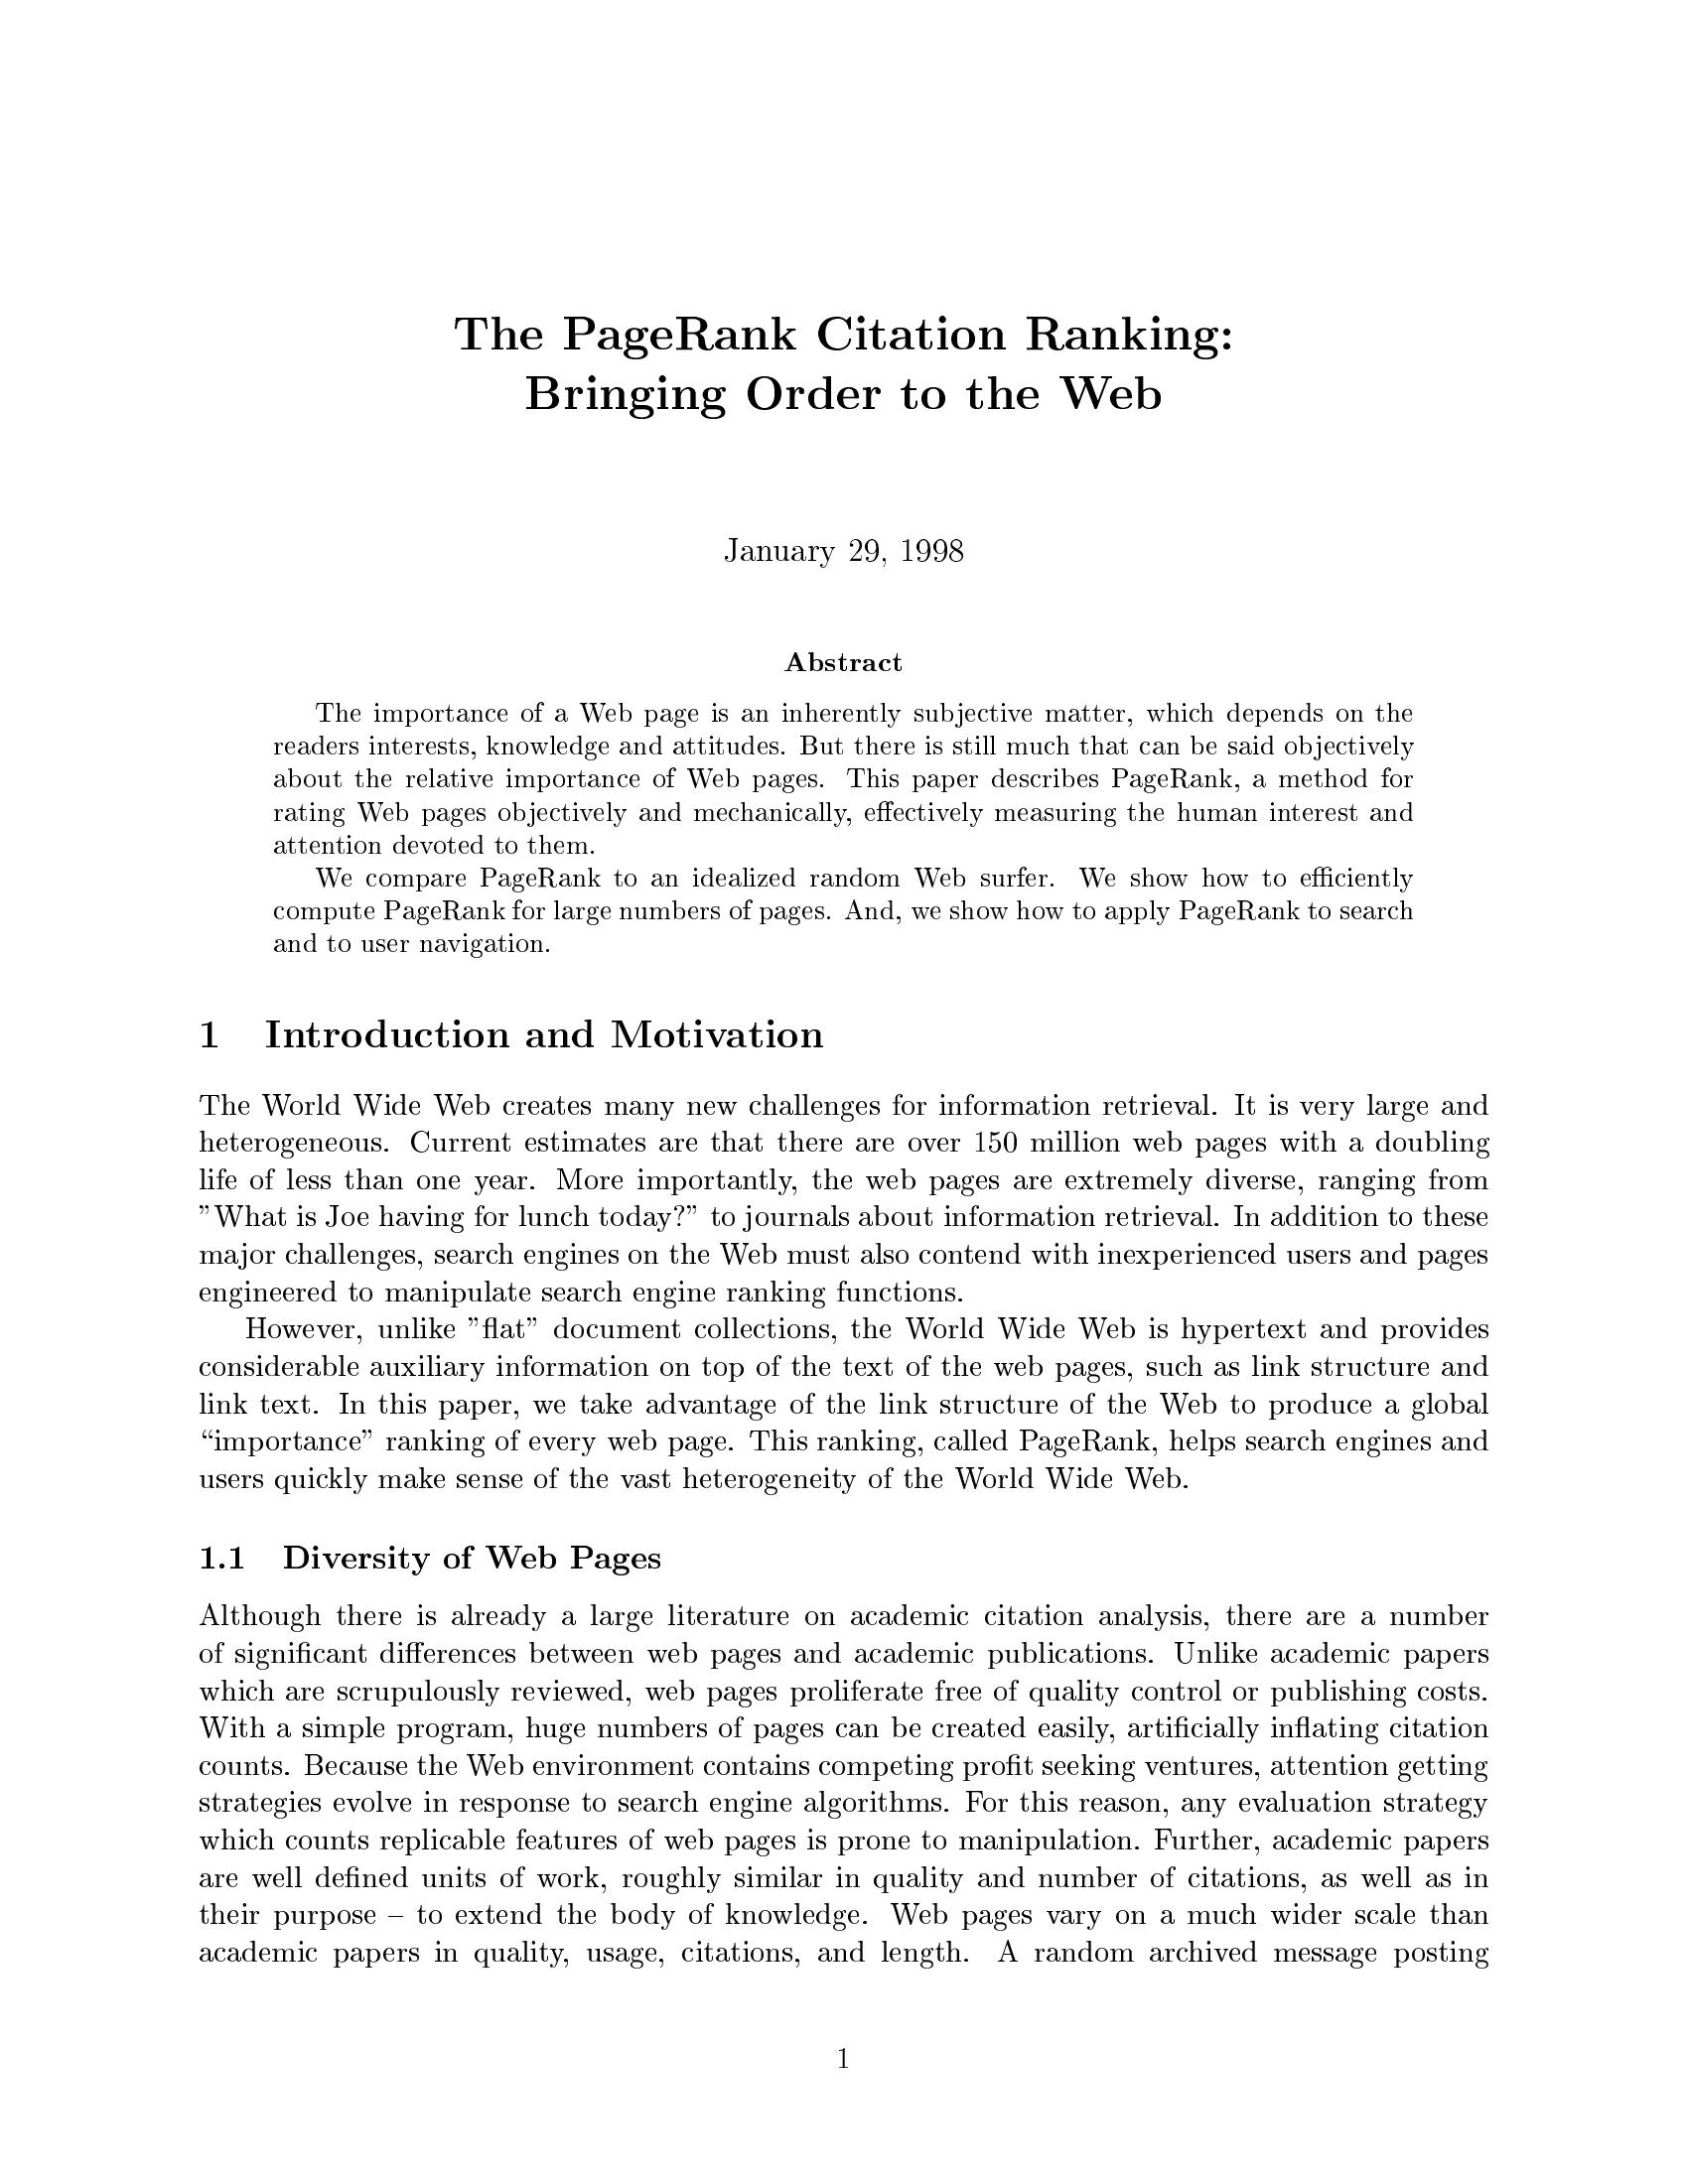 The PageRank Citation Ranking:
Bringing Order to the Web
January 29, 1998
Abstract
The importance of a Web page is an inherently subjective matter, which depends on the
readers interests, knowledge and attitudes. But there is still much that can be said objectively
about the relative importance of Web pages. This paper describes PageRank, a method for
rating Web pages objectively and mechanically, effectively measuring the human interest and
attention devoted to them.
We compare PageRank to an idealized random Web surfer. We show how to efficiently
compute PageRank for large numbers of pages. And, we show how to apply PageRank to search
and to user navigation.
1 Introduction and Motivation
The World Wide Web creates many new challenges for information retrieval. It is very large and
heterogeneous. Current estimates are that there are over 150 million web pages with a doubling
life of less than one year. More importantly, the web pages are extremely diverse, ranging from
”What is Joe having for lunch today?” to journals about information retrieval. In addition to these
major challenges, search engines on the Web must also contend with inexperienced users and pages
engineered to manipulate search engine ranking functions.
However, unlike ”flat” document collections, the World Wide Web is hypertext and provides
considerable auxiliary information on top of the text of the web pages, such as link structure and
link text. In this paper, we take advantage of the link structure of the Web to produce a global
“importance” ranking of every web page. This ranking, called PageRank, helps search engines and
users quickly make sense of the vast heterogeneity of the World Wide Web.
1.1 Diversity of Web Pages
Although there is already a large literature on academic citation analysis, there are a number
of significant differences between web pages and academic publications. Unlike academic papers
which are scrupulously reviewed, web pages proliferate free of quality control or publishing costs.
With a simple program, huge numbers of pages can be created easily, artificially inflating citation
counts. Because the Web environment contains competing profit seeking ventures, attention getting
strategies evolve in response to search engine algorithms. For this reason, any evaluation strategy
which counts replicable features of web pages is prone to manipulation. Further, academic papers
are well defined units of work, roughly similar in quality and number of citations, as well as in
their purpose – to extend the body of knowledge. Web pages vary on a much wider scale than
academic papers in quality, usage, citations, and length. A random archived message posting
1